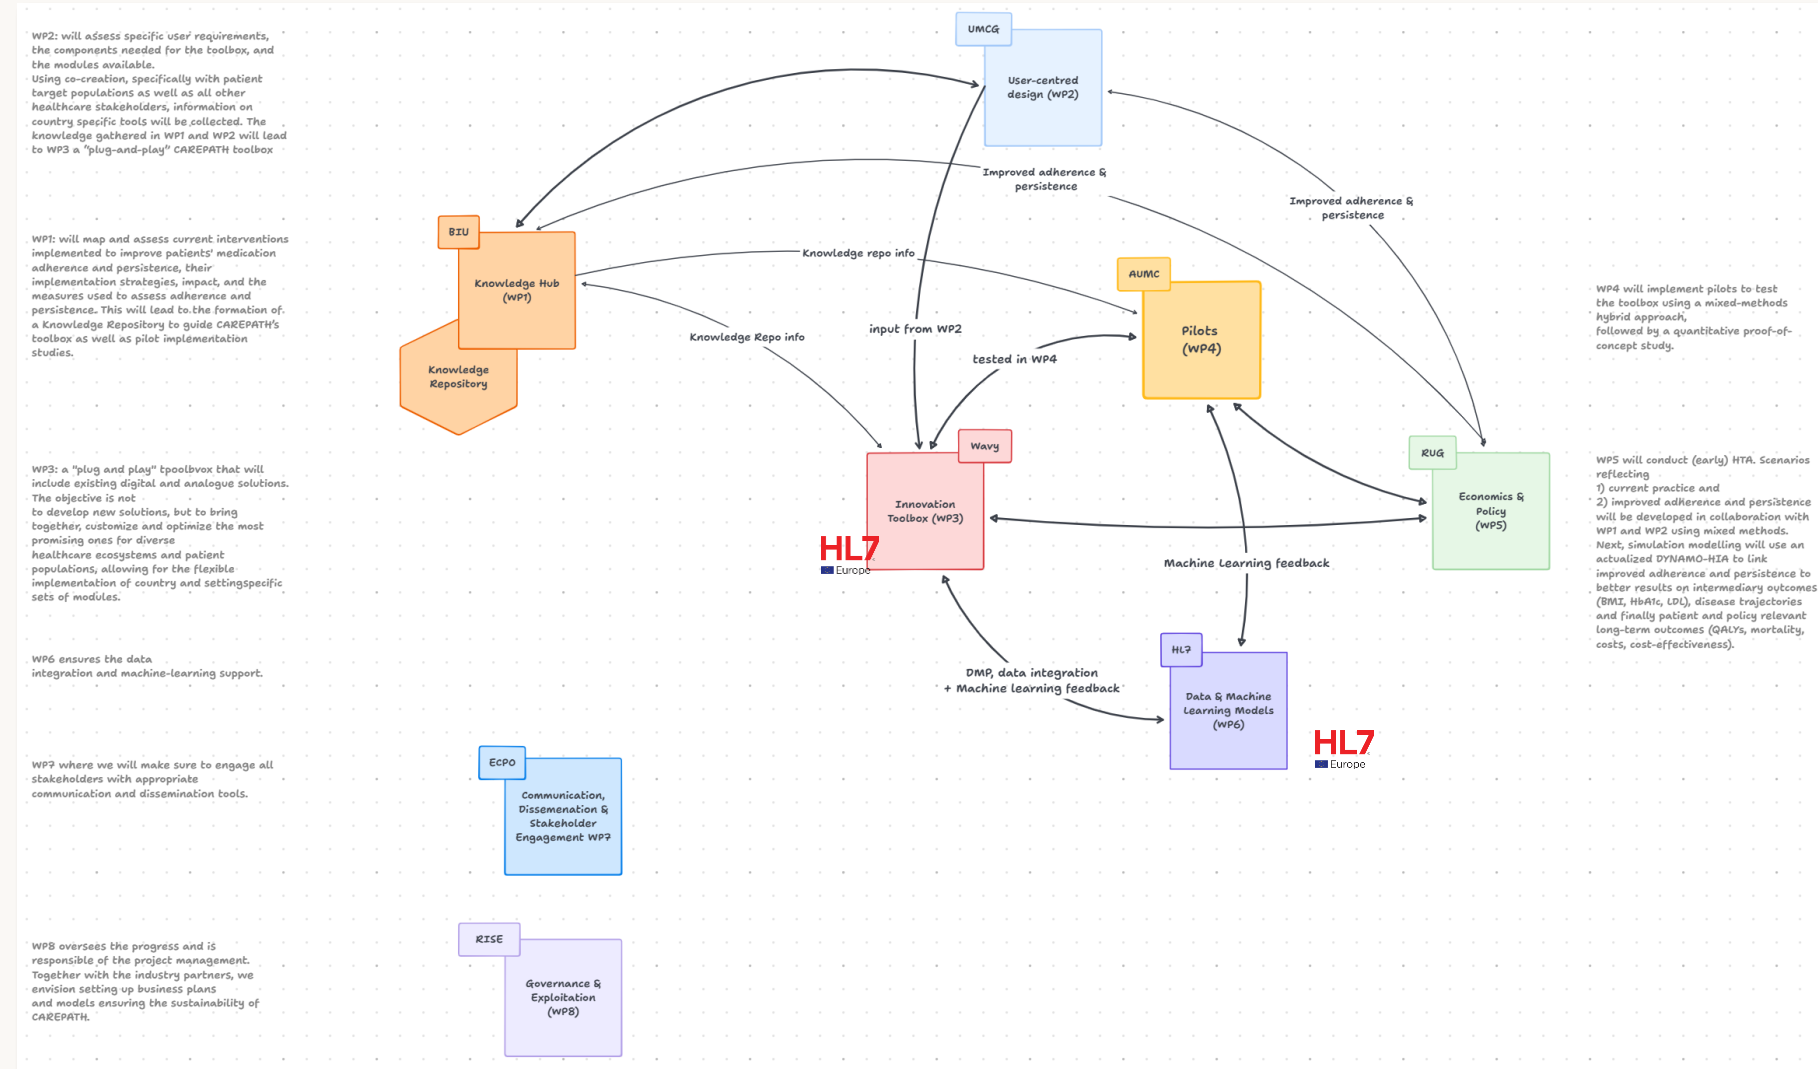 WP2: will assess specific user requirements,
the components needed for the toolbox, and
the modules available.
Using co-creation, specifically with patient
target populations as well as all other
healthcare stakeholders, information on
country specific tools will be collected. The
knowledge gathered in WP1 and WP2 will lead
to WP3 a "plug-and-play" CAREPATH toolbox
UMCG
User-centred
design (WP2)
Improved adherence &
persistence
Improved adherence &
persistence
WP1: will map and assess current interventions
implemented to improve patients' medication
adherence and persistence, their
implementation strategies, impact, and the
measures used to assess adherence and
persistence. This will lead to the formation of
a Knowledge Repository to guide CAREPATH's
toolbox as well as pilot implementation
studies.
BIU
Knowledge Hub
(WP1)
Knowledge
Repository
Knowledge repo info
Knowledge Repo info
input from WP2
tested in WP4
AUMC
Pilots
(WP4)
WP4 will implement pilots to test
the toolbox using a mixed-methods
hybrid approach,
followed by a quantitative proof-of-
concept study.
WP3: a "plug and play" tpoolbvox that will
include existing digital and analogue solutions.
The objective is not
to develop new solutions, but to bring
together, customize and optimize the most
promising ones for diverse
healthcare ecosystems and patient
populations, allowing for the flexible
implementation of country and settingspecific
sets of modules.
Wavy
Innovation
Toolbox (WP3)
HL7
Europe
RUG
Economics &
Policy
(WP5)
WP5 will conduct (early) HTA. Scenarios
reflecting
1) current practice and
2) improved adherence and persistence
will be developed in collaboration with
WP1 and WP2 using mixed methods.
Next, simulation modelling will use an
actualized DYNAMO-HIA to link
improved adherence and persistence to
better results on intermediary outcomes
(BMI, HbA1c, LDL), disease trajectories
and finally patient and policy relevant
long-term outcomes (QALYs, mortality,
costs, cost-effectiveness).
Machine Learning feedback
WP6 ensures the data
integration and machine-learning support.
DMP, data integration
+ Machine learning feedback
HL7
Data & Machine
Learning Models
(WP6)
HL7
Europe
WP7 where we will make sure to engage all
stakeholders with appropriate
communication and dissemination tools.
ECPO
Communication,
Dissemenation &
Stakeholder
Engagement WP7
WP8 oversees the progress and is
responsible of the project management.
Together with the industry partners, we
envision setting up business plans
and models ensuring the sustainability of
CAREPATH.
RISE
Governance &
Exploitation
(WP8)